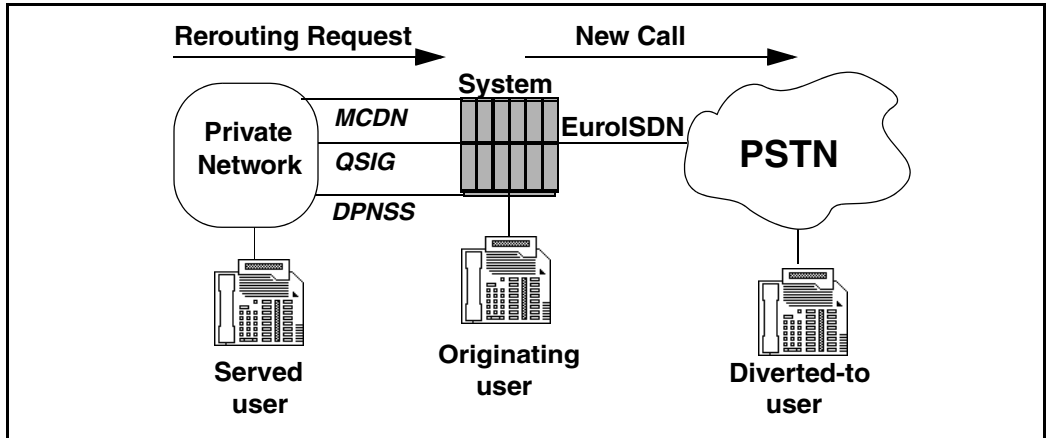 Rerouting Request
New Call
System
MCDN
EuroISDN
Private
Network
QSIG
PSTN
DPNSS
Served
user
Originating
user
Diverted-to
user